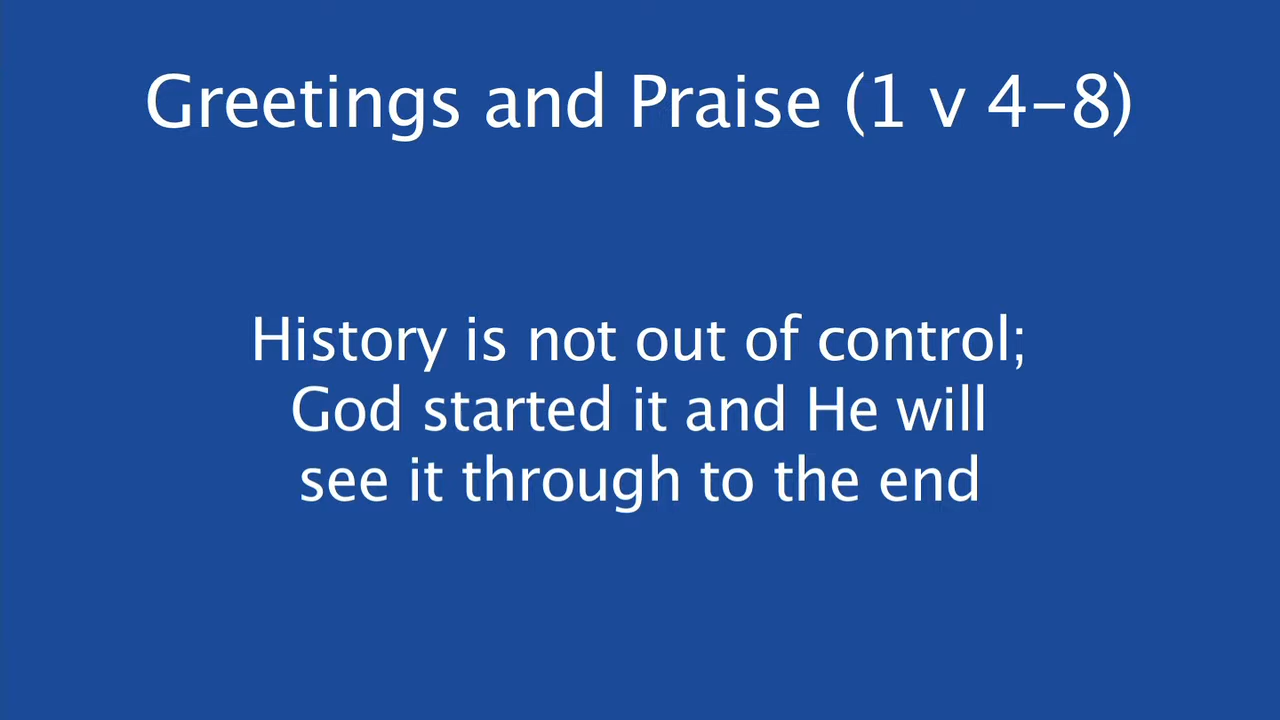 Greetings and Praise (1 v 4–8)
History is not out of control;
God started it and He will
see it through to the end